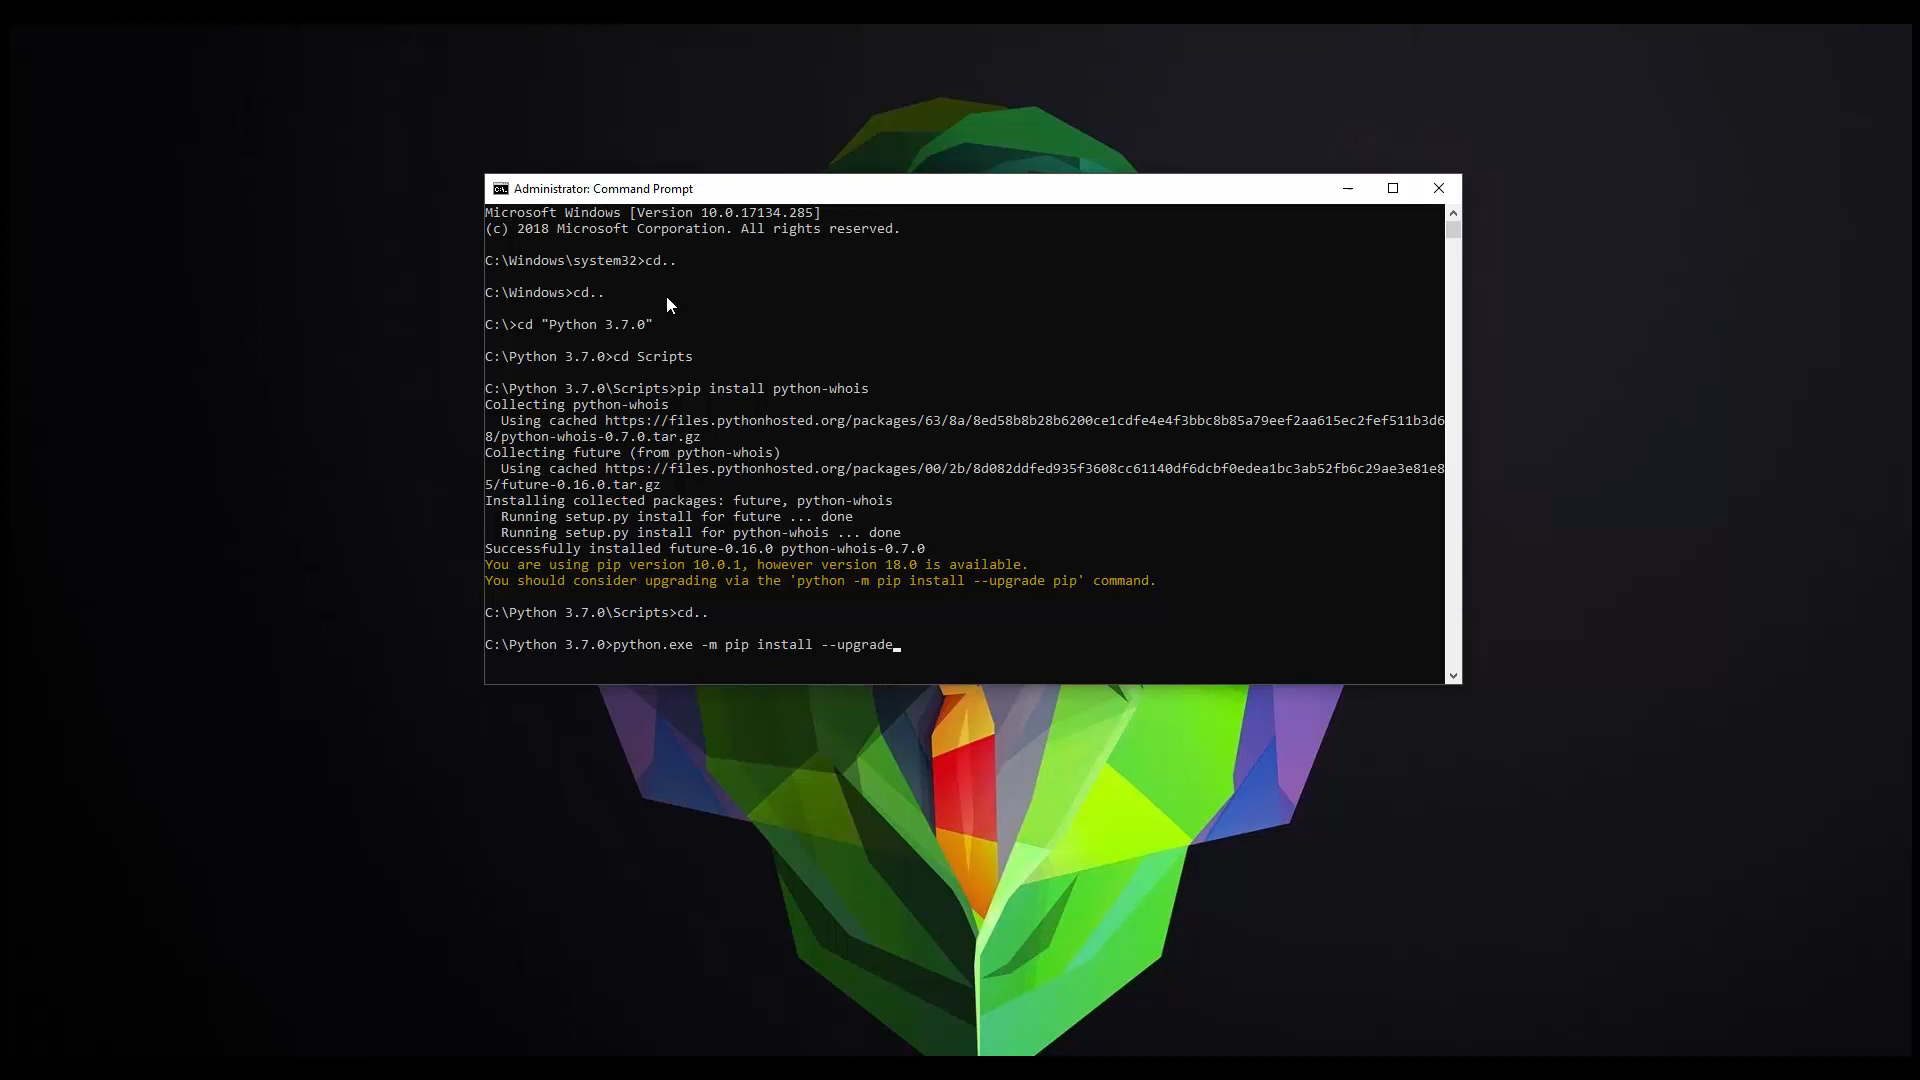 Administrator: Command Prompt
Microsoft Windows [Version 10.0.17134.285]
(c) 2018 Microsoft Corporation. All rights reserved.
C:\Windows\system32>cd..
C:\Windows>cd..
C:\>cd "Python 3.7.0"
C:\Python 3.7.0>cd Scripts
C:\Python 3.7.0\Scripts>pip install python-whois
Collecting python-whois
  Using cached https://files.pythonhosted.org/packages/63/8a/8ed58b8b28b6200ce1cdfe4e4f3bbc8b85a79eef2aa615ec2fef511b3d6
8/python-whois-0.7.0.tar.gz
Collecting future (from python-whois)
  Using cached https://files.pythonhosted.org/packages/00/2b/8d082ddfed935f3608cc61140df6dcbf0edea1bc3ab52fb6c29ae3e81e8
5/future-0.16.0.tar.gz
Installing collected packages: future, python-whois
  Running setup.py install for future ... done
  Running setup.py install for python-whois ... done
Successfully installed future-0.16.0 python-whois-0.7.0
You are using pip version 10.0.1, however version 18.0 is available.
You should consider upgrading via the 'python -m pip install --upgrade pip' command.
C:\Python 3.7.0\Scripts>cd..
C:\Python 3.7.0>python.exe -m pip install --upgrade